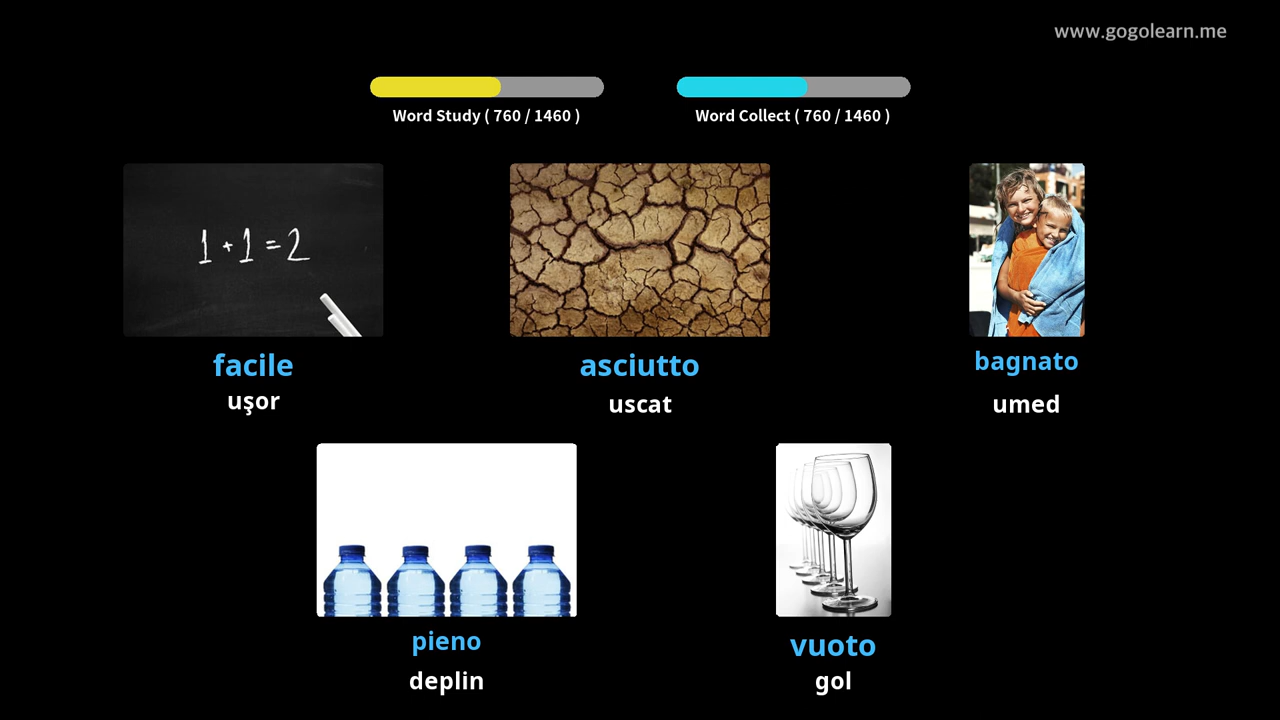 www.gogolearn.me
Word Study ( 760 / 1460 )
Word Collect ( 760 / 1460 )
1 + 1 = 2
facile
uşor
asciutto
uscat
bagnato
umed
pieno
deplin
vuoto
gol